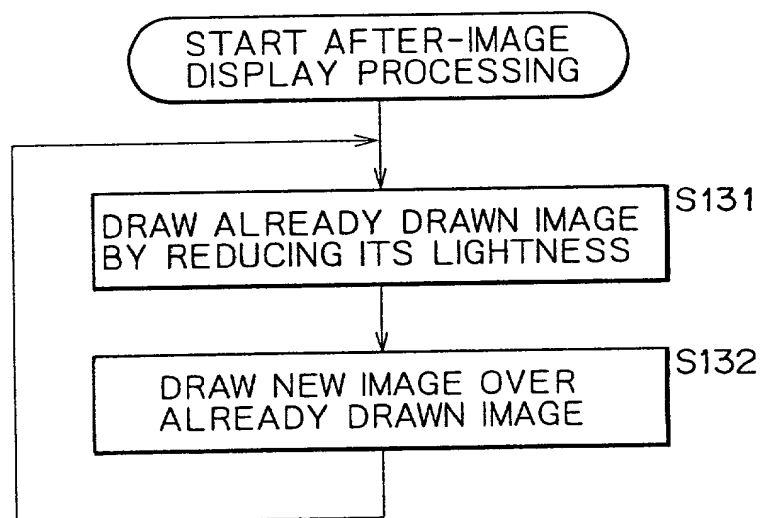 START AFTER-IMAGE
DISPLAY PROCESSING
S131
DRAW ALREADY DRAWN IMAGE
BY REDUCING ITS LIGHTNESS
S132
DRAW NEW IMAGE OVER
ALREADY DRAWN IMAGE